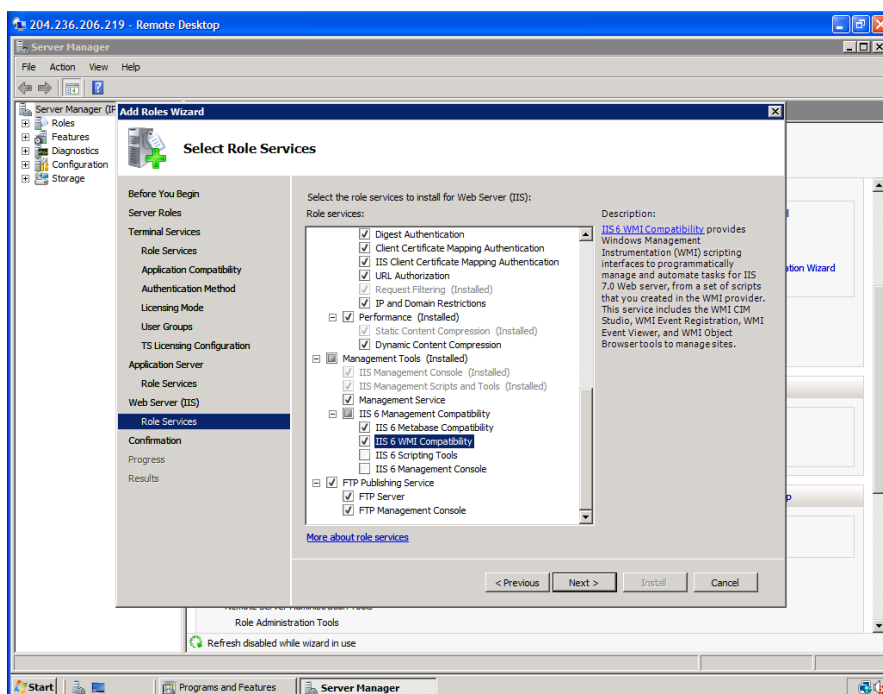 204.236.206.219 - Remote Desktop
Server Manager
File Action View Help
Server Manager (IP
Roles
Features
Diagnostics
Configuration
Storage
Add Roles Wizard
Select Role Services
Before You Begin
Server Roles
Terminal Services
Role Services
Application Compatibility
Authentication Method
Licensing Mode
User Groups
TS Licensing Configuration
Application Server
Role Services
Web Server (IIS)
Role Services
Confirmation
Progress
Results
Select the role services to install for Web Server (IIS):
Role services:
Digest Authentication
Client Certificate Mapping Authentication
IIS Client Certificate Mapping Authentication
URL Authorization
Request Filtering (Installed)
IP and Domain Restrictions
Performance (Installed)
Static Content Compression (Installed)
Dynamic Content Compression
Management Tools (Installed)
IIS Management Console (Installed)
IIS Management Scripts and Tools (Installed)
Management Service
IIS 6 Management Compatibility
IIS 6 Metabase Compatibility
IIS 6 WMI Compatibility
IIS 6 Scripting Tools
IIS 6 Management Console
FTP Publishing Service
FTP Server
FTP Management Console
More about role services
Description:
IIS 6 WMI Compatibility provides
Windows Management
Instrumentation (WMI) scripting
interfaces to programmatically
manage and automate tasks for IIS
7.0 Web server, from a set of scripts
that you created in the WMI provider.
This service includes the WMI CIM
Studio, WMI Event Registration, WMI
Event Viewer, and WMI Object
Browser tools to manage sites.
ation Wizard
p
< Previous Next > Install Cancel
Role Administration Tools
Refresh disabled while wizard in use
Start Programs and Features Server Manager